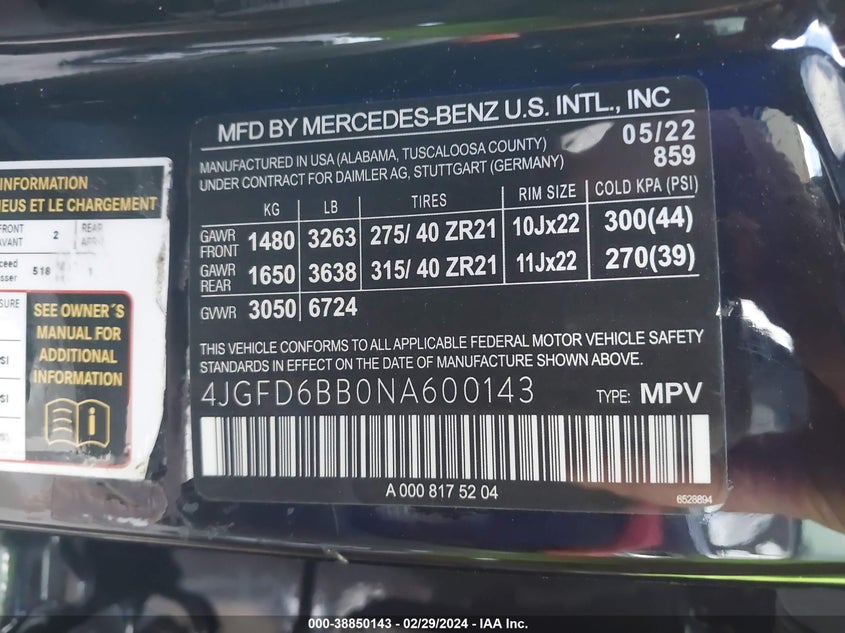 MFD BY MERCEDES-BENZ U.S. INTL., INC
MANUFACTURED IN USA (ALABAMA, TUSCALOOSA COUNTY) 05/22
UNDER CONTRACT FOR DAIMLER AG, STUTTGART (GERMANY) 859
KG LB TIRES RIM SIZE COLD KPA (PSI)
GAWR FRONT 1480 3263 275/ 40 ZR21 10Jx22 300(44)
GAWR REAR 1650 3638 315/ 40 ZR21 11Jx22 270(39)
GVWR 3050 6724
THIS VEHICLE CONFORMS TO ALL APPLICABLE FEDERAL MOTOR VEHICLE SAFETY
STANDARDS IN EFFECT ON THE DATE OF MANUFACTURE SHOWN ABOVE.
4JGFD6BB0NA600143 TYPE: MPV
A 000 817 52 04
6528894
INFORMATION
NEUS ET LE CHARGEMENT
FRONT
AVANT 2 REAR
518
SEE OWNER´S
MANUAL FOR
ADDITIONAL
INFORMATION
000-38850143 - 02/29/2024 - IAA Inc.